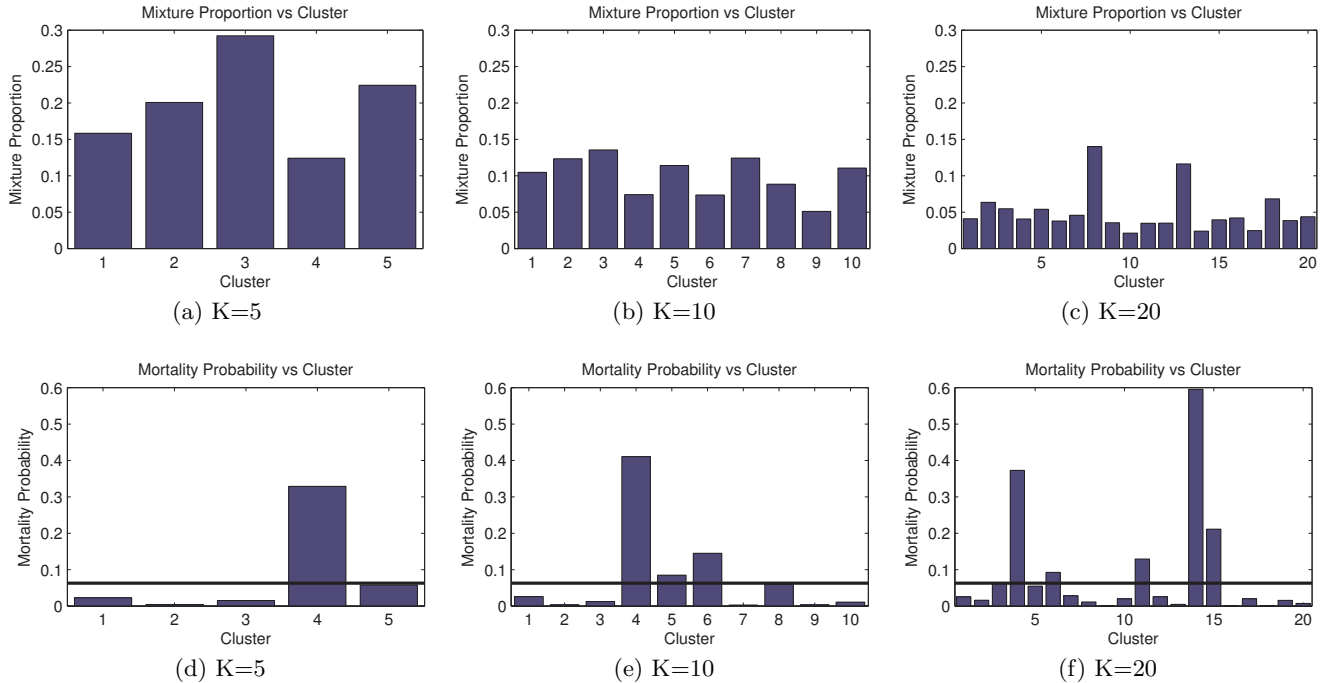 Mixture Proportion vs Cluster
0.3
0.25
0.2
0.15
0.1
0.05
0
Mixture Proportion
1 2 3 4 5
Cluster
(a) K=5
Mixture Proportion vs Cluster
0.3
0.25
0.2
0.15
0.1
0.05
0
Mixture Proportion
1 2 3 4 5 6 7 8 9 10
Cluster
(b) K=10
Mixture Proportion vs Cluster
0.3
0.25
0.2
0.15
0.1
0.05
0
Mixture Proportion
5 10 15 20
Cluster
(c) K=20
Mortality Probability vs Cluster
0.6
0.5
0.4
0.3
0.2
0.1
0
Mortality Probability
1 2 3 4 5
Cluster
(d) K=5
Mortality Probability vs Cluster
0.6
0.5
0.4
0.3
0.2
0.1
0
Mortality Probability
1 2 3 4 5 6 7 8 9 10
Cluster
(e) K=10
Mortality Probability vs Cluster
0.6
0.5
0.4
0.3
0.2
0.1
0
Mortality Probability
5 10 15 20
Cluster
(f) K=20